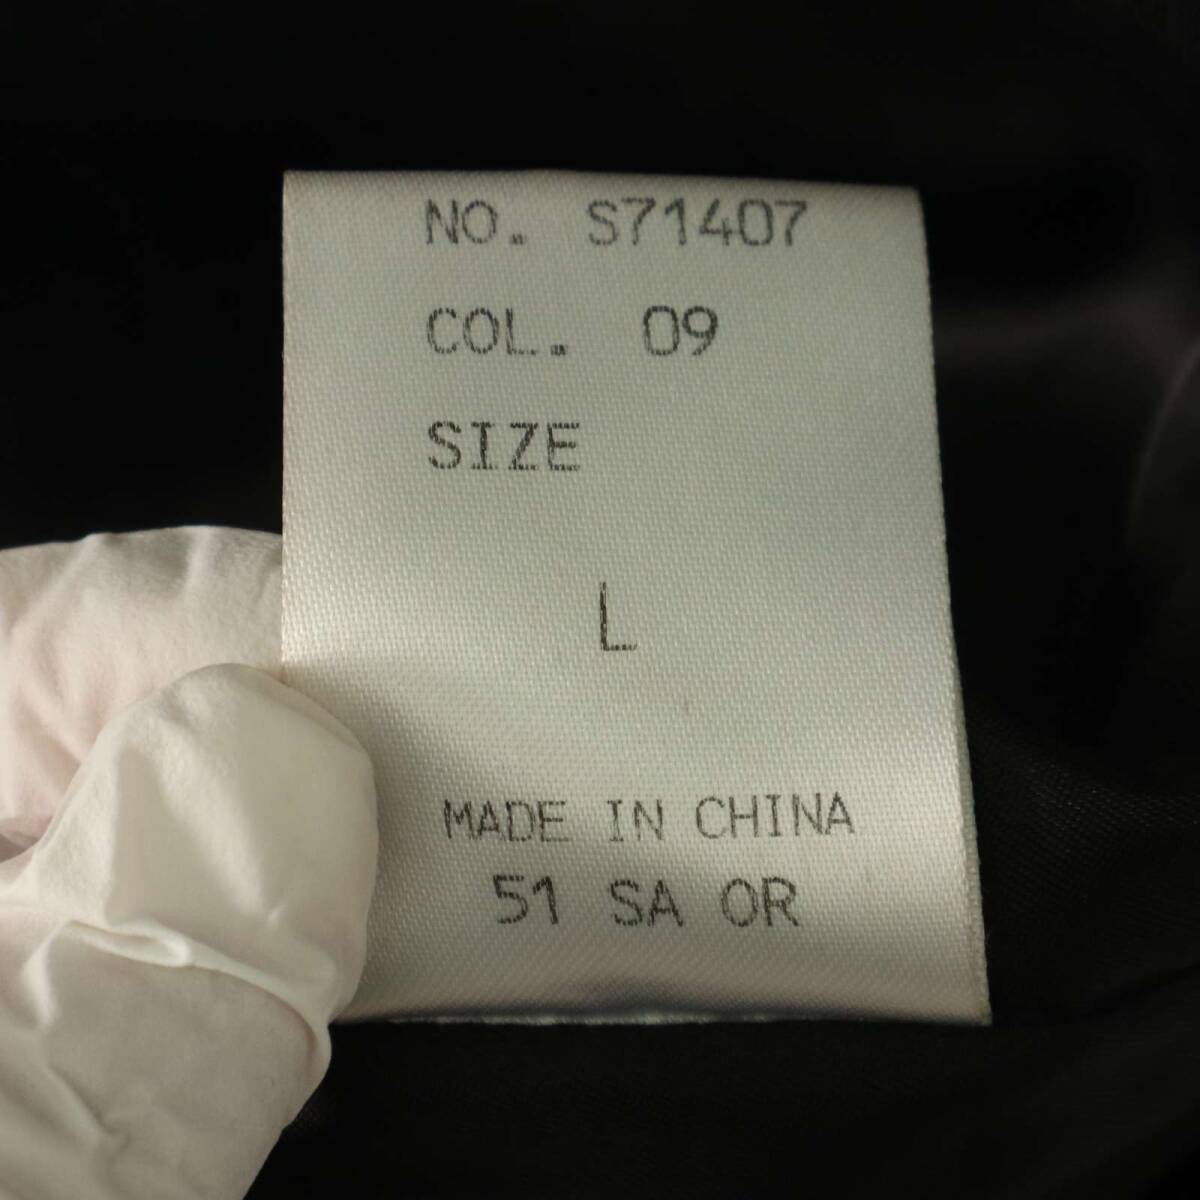 NO. S71407
COL. 09
SIZE
L
MADE IN CHINA
51 SA OR